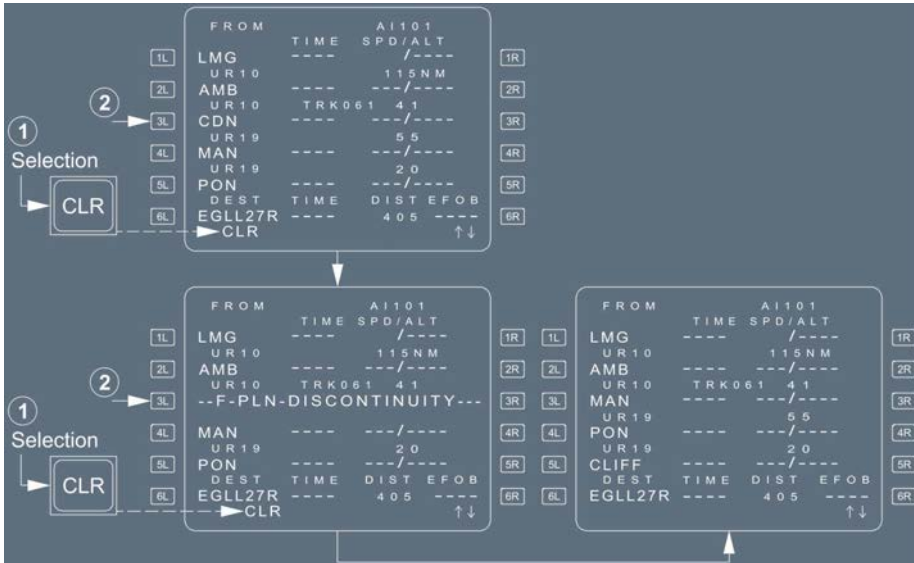 FROM AI101
TIME SPD/ALT
1L LMG ---- ---/---- 1R
UR10 115NM
2L AMB ---- ---/---- 2R
UR10 TRK061 41
2
3L CDN ---- ---/---- 3R
UR19 55
1
Selection
4L MAN ---- ---/---- 4R
UR19 20
5L PON ---- ---/---- 5R
DEST TIME DIST EFOB
CLR
6L EGLL27R ---- 405 ---- 6R
CLR ↑↓
FROM AI101
TIME SPD/ALT
1L LMG ---- ---/---- 1R
UR10 115NM
2L AMB ---- ---/---- 2R
UR10 TRK061 41
2
3L --F-PLN-DISCONTINUITY--- 3R
1
Selection
4L MAN ---- ---/---- 4R
UR19 20
5L PON ---- ---/---- 5R
DEST TIME DIST EFOB
CLR
6L EGLL27R ---- 405 ---- 6R
CLR ↑↓
FROM AI101
TIME SPD/ALT
1L LMG ---- ---/---- 1R
UR10 115NM
2L AMB ---- ---/---- 2R
UR10 TRK061 41
3L MAN ---- ---/---- 3R
UR19 55
4L PON ---- ---/---- 4R
UR19 20
5L CLIFF ---- ---/---- 5R
DEST TIME DIST EFOB
6L EGLL27R ---- 405 ---- 6R
↑↓